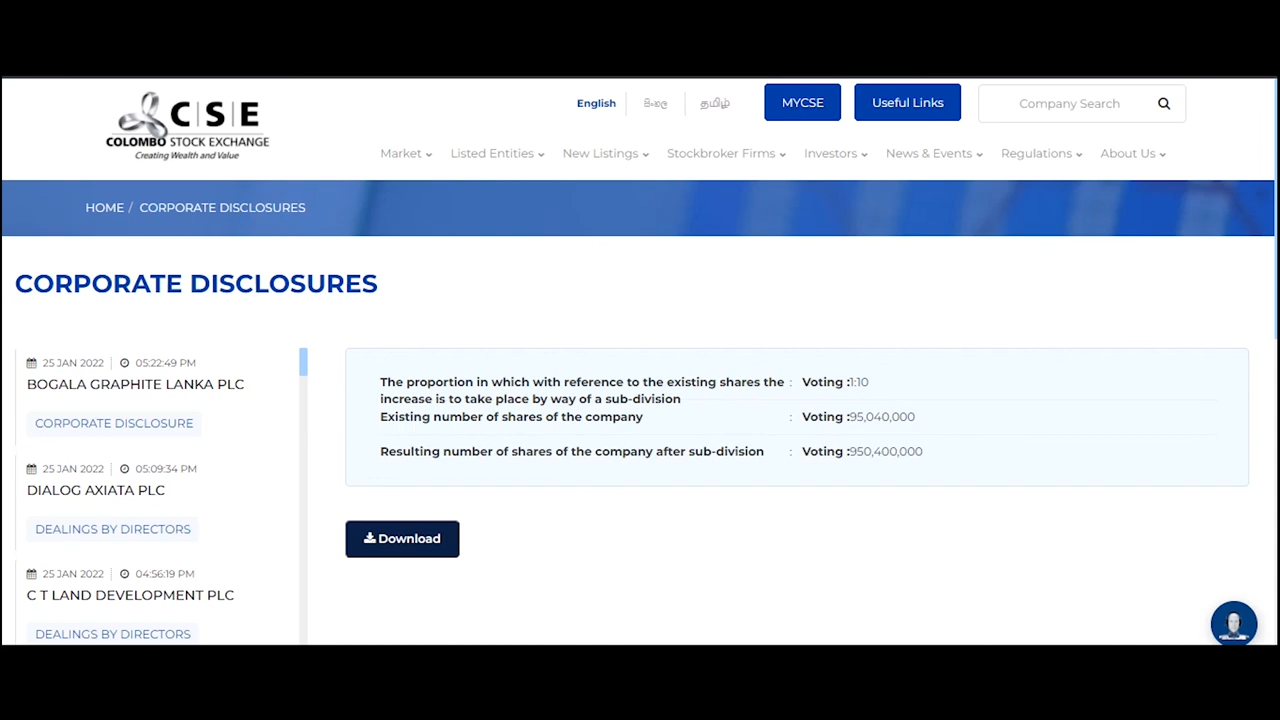 C|S|E
COLOMBO STOCK EXCHANGE
Creating Wealth and Value
English
සිංහල
தமிழ்
MYCSE
Useful Links
Company Search
Market
Listed Entities
New Listings
Stockbroker Firms
Investors
News & Events
Regulations
About Us
HOME / CORPORATE DISCLOSURES
CORPORATE DISCLOSURES
25 JAN 2022 | 05:22:49 PM
BOGALA GRAPHITE LANKA PLC
CORPORATE DISCLOSURE
25 JAN 2022 | 05:09:34 PM
DIALOG AXIATA PLC
DEALINGS BY DIRECTORS
25 JAN 2022 | 04:56:19 PM
C T LAND DEVELOPMENT PLC
DEALINGS BY DIRECTORS
The proportion in which with reference to the existing shares the : Voting :1:10
increase is to take place by way of a sub-division
Existing number of shares of the company : Voting :95,040,000
Resulting number of shares of the company after sub-division : Voting :950,400,000
Download